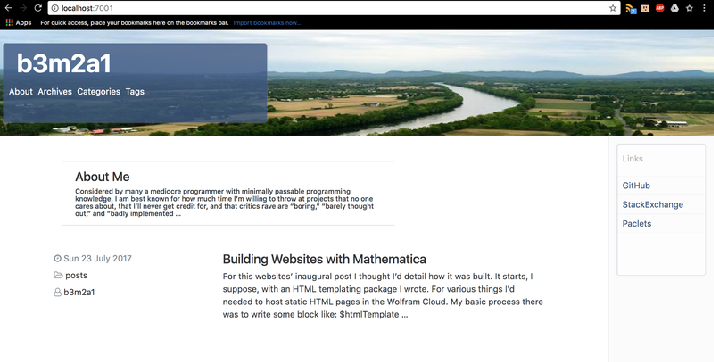 localhost:7001
Apps For quick access, place your bookmarks here on the bookmarks bar. Import bookmarks now...
b3m2a1
About Archives Categories Tags
Links
About Me
Considered by many a mediocre programmer with minimally passable programming
knowledge. I am best known for how much time I'm willing to throw at projects that no one
cares about, that I'll never get credit for, and that critics rave are "boring," "barely thought
out" and "badly implemented ...
GitHub
StackExchange
Paclets
Sun 23 July 2017
posts
b3m2a1
Building Websites with Mathematica
For this websites' inaugural post I thought I'd detail how it was built. It starts, I
suppose, with an HTML templating package I wrote. For various things I'd
needed to host static HTML pages in the Wolfram Cloud. My basic process there
was to write some block like: $htmlTemplate ...